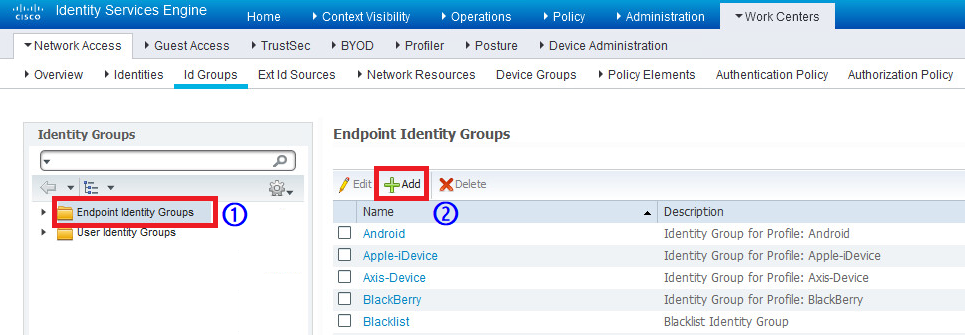 Identity Services Engine Home Context Visibility Operations Policy Administration Work Centers
CISCO
Network Access Guest Access TrustSec BYOD Profiler Posture Device Administration
Overview Identities Id Groups Ext Id Sources Network Resources Device Groups Policy Elements Authentication Policy Authorization Policy
Identity Groups
Endpoint Identity Groups
Edit Add Delete
Endpoint Identity Groups 1
User Identity Groups
2
Name Description
Android Identity Group for Profile: Android
Apple-iDevice Identity Group for Profile: Apple-iDevice
Axis-Device Identity Group for Profile: Axis-Device
BlackBerry Identity Group for Profile: BlackBerry
Blacklist Blacklist Identity Group